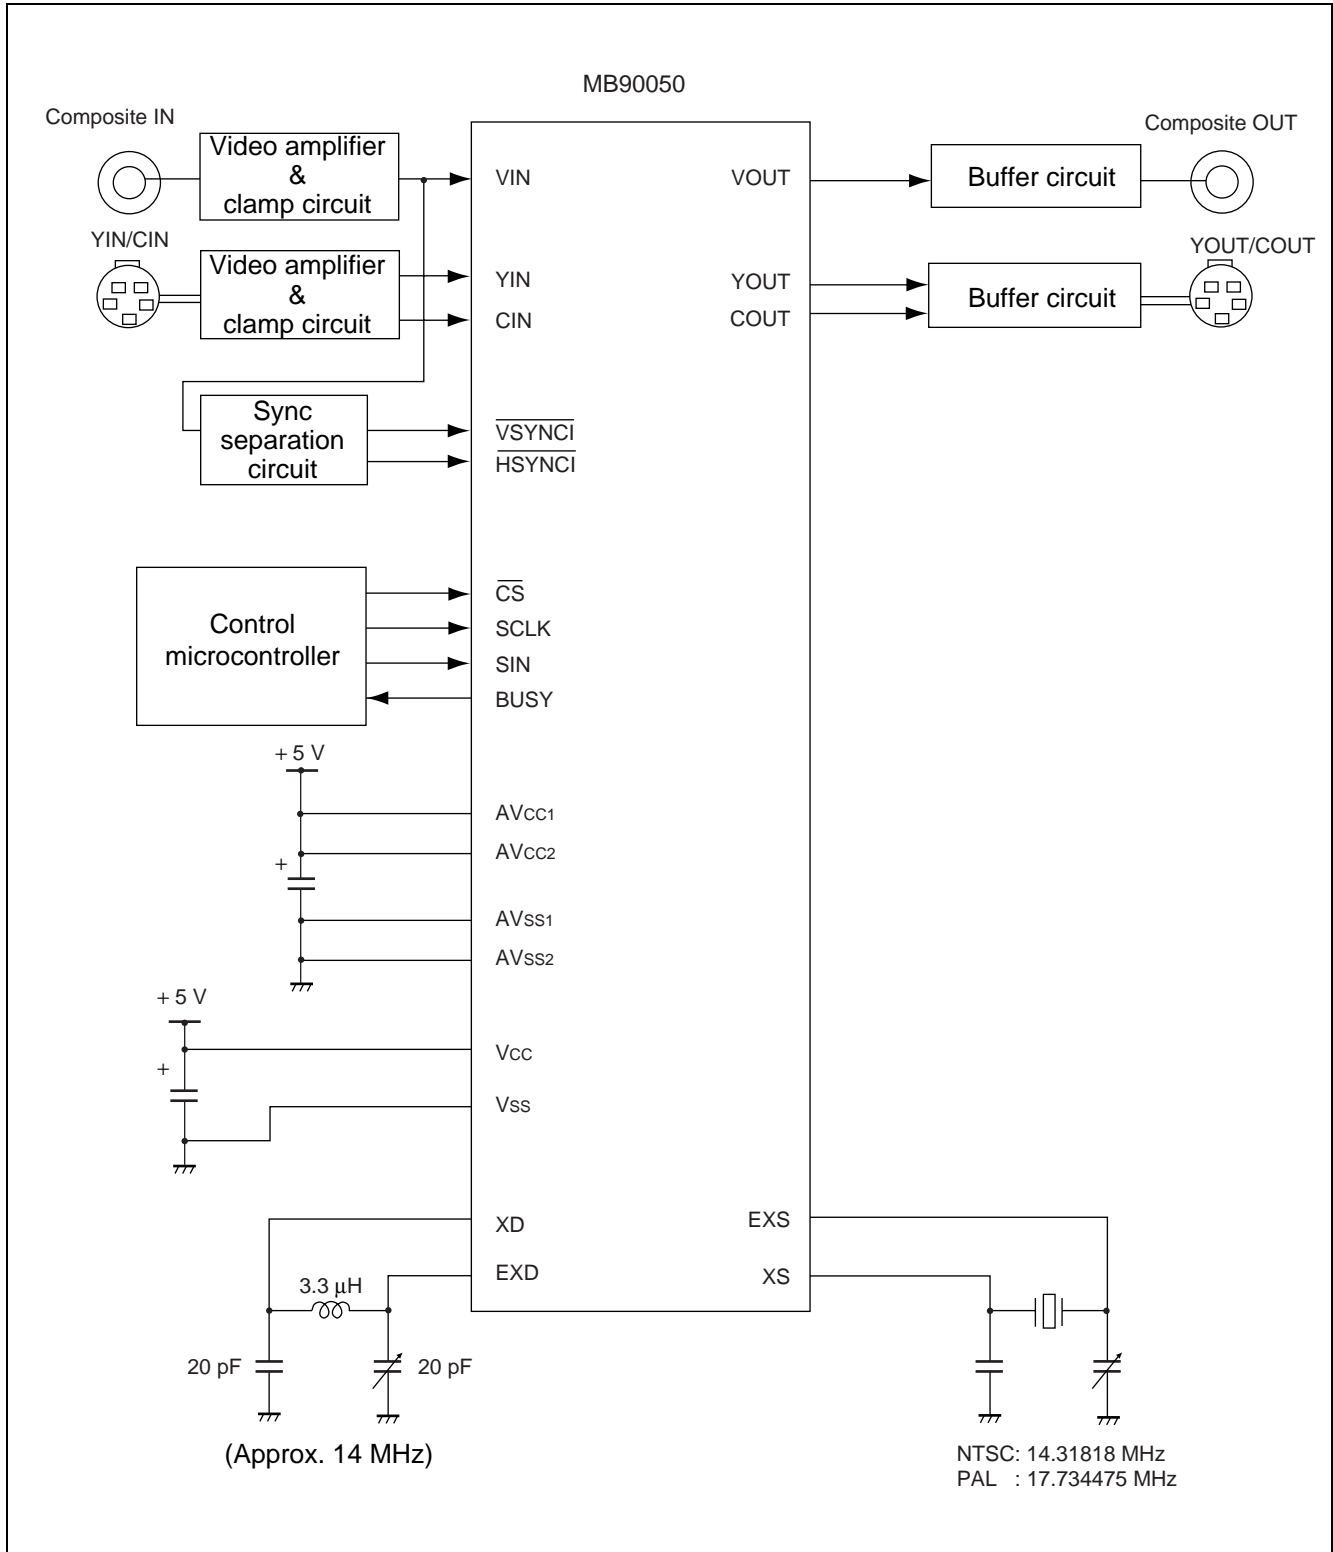 MB90050
Composite IN
Video amplifier
&
clamp circuit
YIN/CIN
Video amplifier
&
clamp circuit
Sync
separation
circuit
Control
microcontroller
VIN
YIN
CIN
VSYNCI
HSYNCI
CS
SCLK
SIN
BUSY
+ 5 V
AVCC1
AVCC2
+
AVSS1
AVSS2
+ 5 V
VCC
+
VSS
XD
EXD
3.3 μH
20 pF
20 pF
(Approx. 14 MHz)
VOUT
YOUT
COUT
Buffer circuit
Composite OUT
Buffer circuit
YOUT/COUT
EXS
XS
NTSC: 14.31818 MHz
PAL : 17.734475 MHz